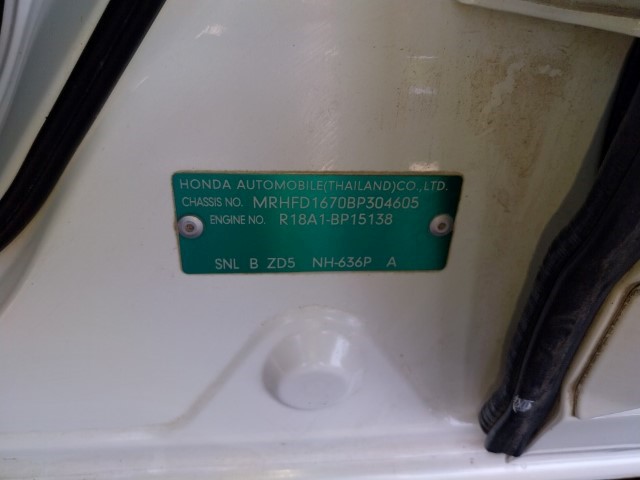 HONDA AUTOMOBILE(THAILAND)CO.,LTD.
CHASSIS NO. MRHFD1670BP304605
ENGINE NO. R18A1-BP15138
SNL B ZD5 NH-636P A